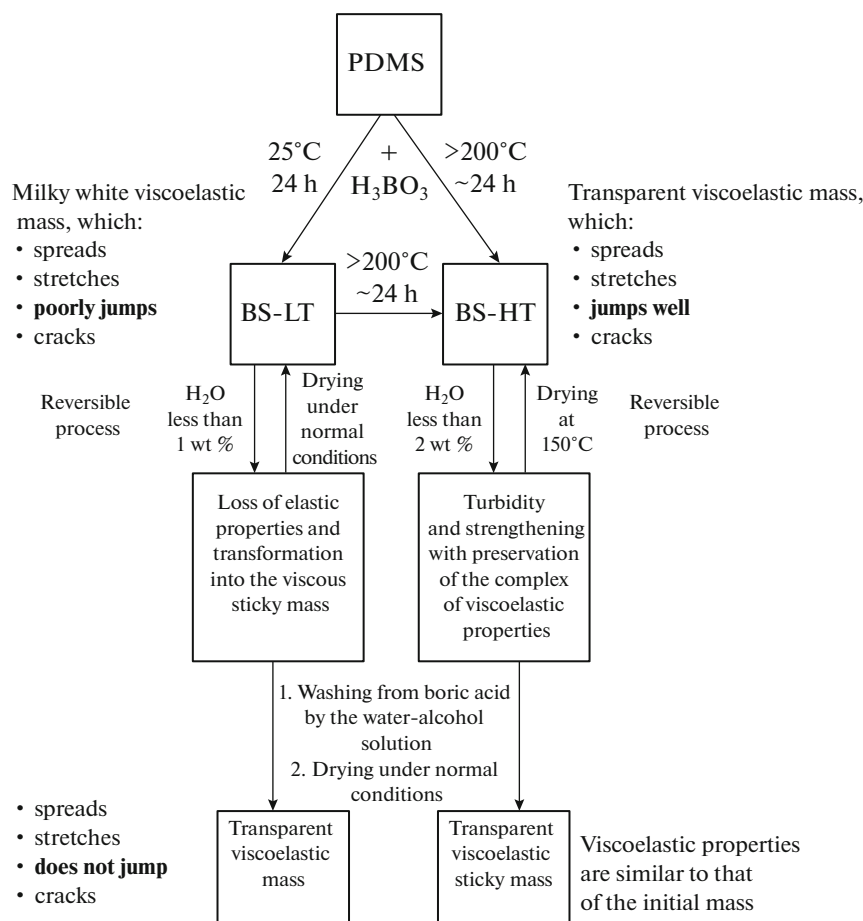 PDMS
25°C
24 h
+
H₃BO₃
>200°C
~24 h
Milky white viscoelastic
mass, which:
• spreads
• stretches
• poorly jumps
• cracks
Transparent viscoelastic mass,
which:
• spreads
• stretches
• jumps well
• cracks
BS-LT
>200°C
~24 h
BS-HT
Reversible
process
H₂O
less than
1 wt %
Drying
under
normal
conditions
H₂O
less than
2 wt %
Drying
at
150°C
Reversible
process
Loss of elastic
properties and
transformation
into the viscous
sticky mass
Turbidity
and strengthening
with preservation
of the complex
of viscoelastic
properties
1. Washing from boric acid
by the water-alcohol
solution
2. Drying under normal
conditions
• spreads
• stretches
• does not jump
• cracks
Transparent
viscoelastic
mass
Transparent
viscoelastic
sticky mass
Viscoelastic properties
are similar to that
of the initial mass